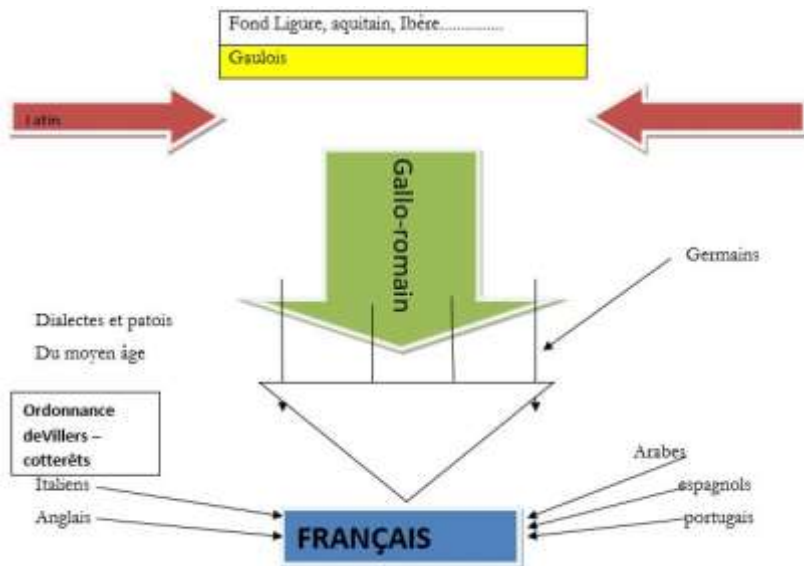 Fond Ligure, aquitain, Ibère...............
Gaulois
Latin
Gallo-romain
Germains
Dialectes et patois
Du moyen âge
Ordonnance
deVillers –
cotterêts
Italiens
Anglais
Arabes
espagnols
portugais
FRANÇAIS